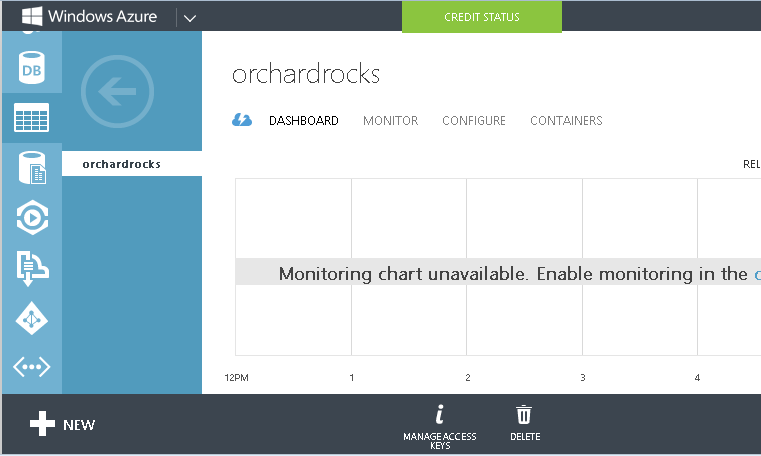 Windows Azure
CREDIT STATUS
DB
orchardrocks
orchardrocks
DASHBOARD MONITOR CONFIGURE CONTAINERS
REL
Monitoring chart unavailable. Enable monitoring in the c
12PM 1 2 3 4
NEW
MANAGE ACCESS
KEYS
DELETE